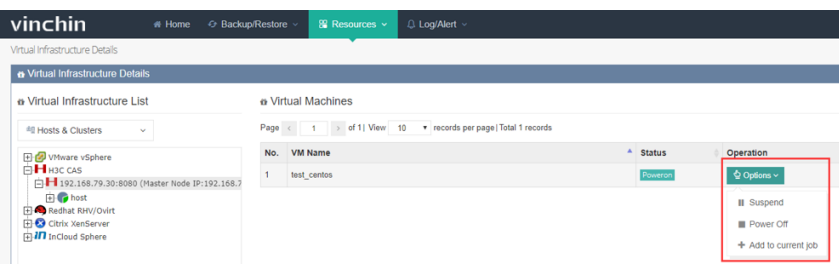 vinchin Home Backup/Restore Resources Log/Alert
Virtual Infrastructure Details
Virtual Infrastructure Details
Virtual Infrastructure List
Hosts & Clusters
VMware vSphere
H3C CAS
192.168.79.30:8080 (Master Node IP:192.168.7
host
Redhat RHV/Ovirt
Citrix XenServer
InCloud Sphere
Virtual Machines
Page < 1 > of 1| View 10 records per page|Total 1 records
No. VM Name Status Operation
1 test_centos Poweron Options
Suspend
Power Off
Add to current job